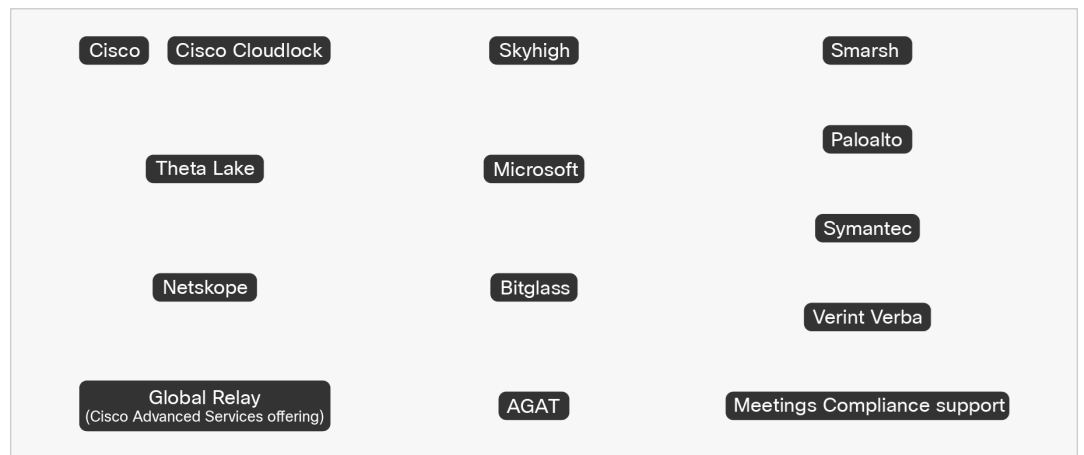 Cisco
Cisco Cloudlock
Skyhigh
Smarsh
Paloalto
Theta Lake
Microsoft
Symantec
Netskope
Bitglass
Verint Verba
Global Relay
(Cisco Advanced Services offering)
AGAT
Meetings Compliance support